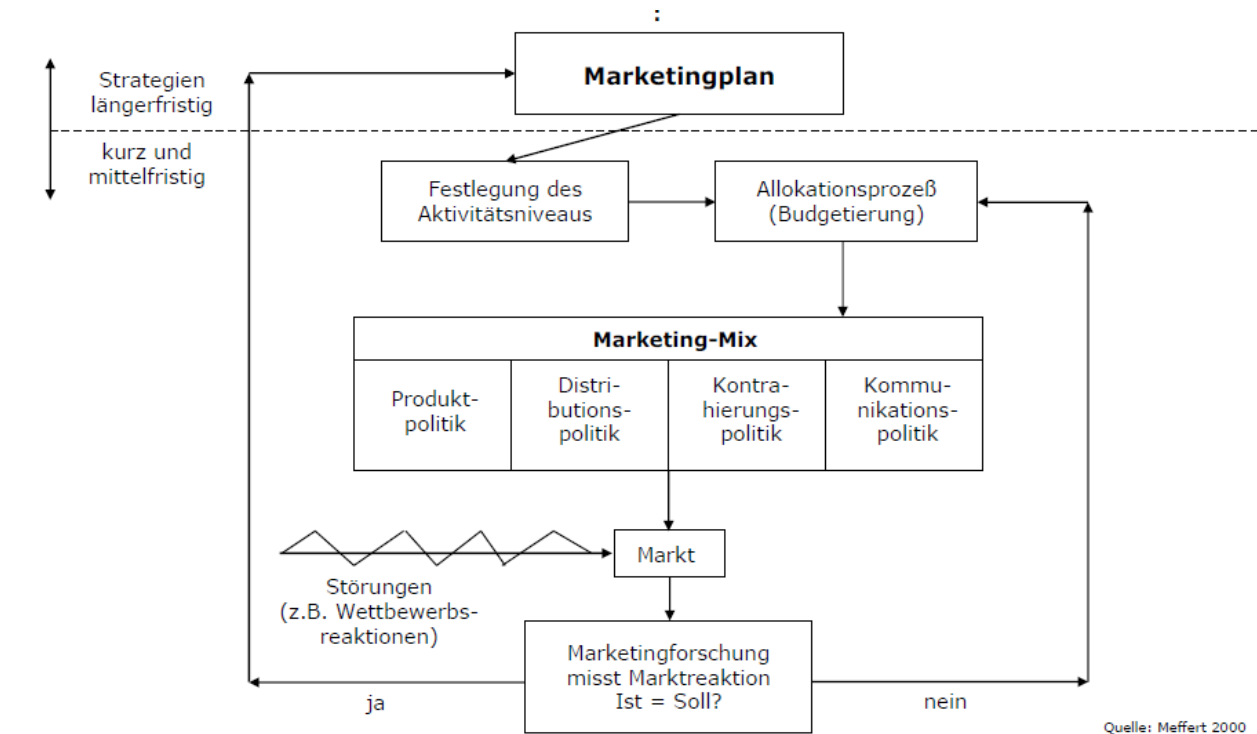 :
Marketingplan
Strategien
längerfristig
kurz und
mittelfristig
Festlegung des
Aktivitätsniveaus
Allokationsprozeß
(Budgetierung)
Marketing-Mix
Produkt-
politik
Distri-
butions-
politik
Kontra-
hierungs-
politik
Kommu-
nikations-
politik
Markt
Störungen
(z.B. Wettbewerbs-
reaktionen)
Marketingforschung
misst Marktreaktion
Ist = Soll?
ja
nein
Quelle: Meffert 2000